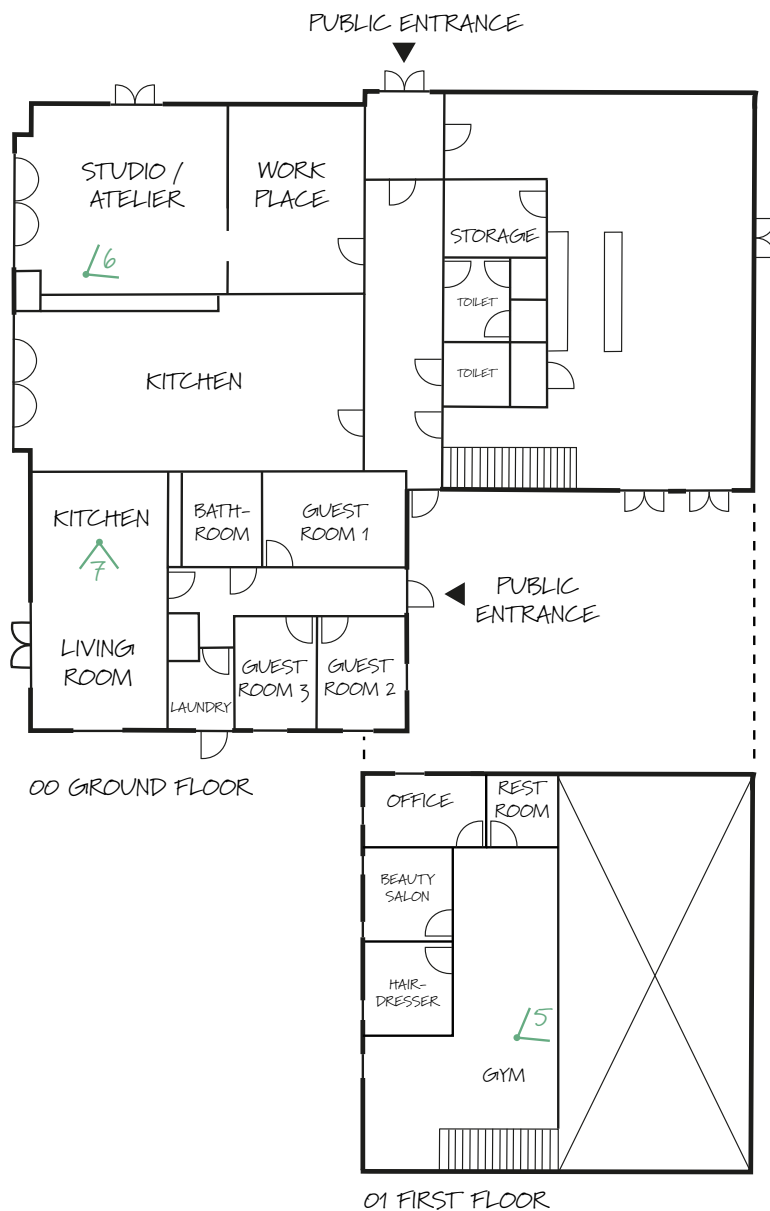 PUBLIC ENTRANCE
STUDIO /
ATELIER
WORK
PLACE
STORAGE
6
TOILET
TOILET
KITCHEN
KITCHEN
7
BATH-
ROOM
GUEST
ROOM 1
PUBLIC
ENTRANCE
LIVING
ROOM
LAUNDRY
GUEST
ROOM 3
GUEST
ROOM 2
00 GROUND FLOOR
OFFICE
REST
ROOM
BEAUTY
SALON
HAIR-
DRESSER
5
GYM
01 FIRST FLOOR